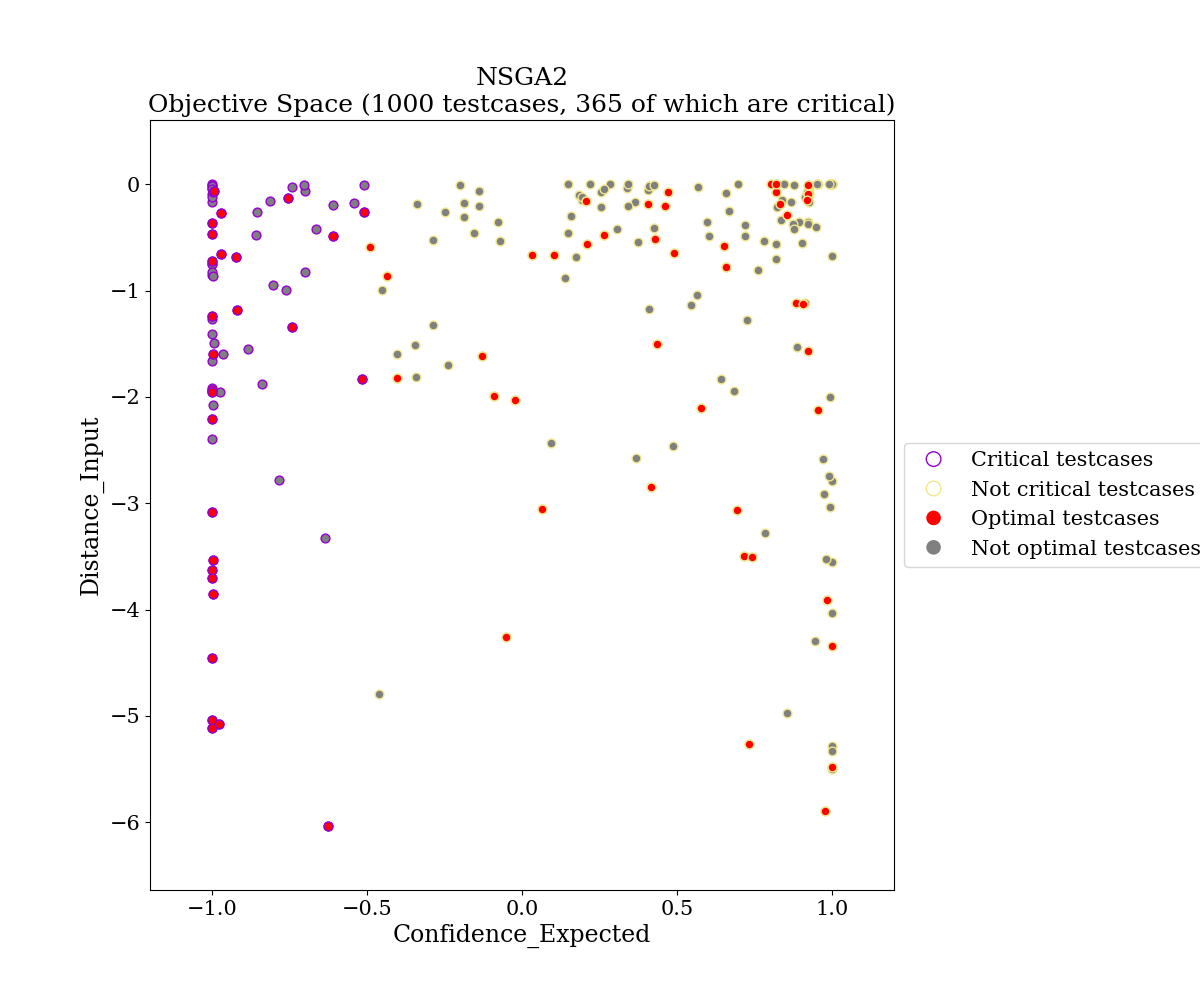 NSGA2
Objective Space (1000 testcases, 365 of which are critical)
0
−1
−2
−3
−4
−5
−6
Distance_Input
−1.0
−0.5
0.0
0.5
1.0
Confidence_Expected
Critical testcases
Not critical testcases
Optimal testcases
Not optimal testcases